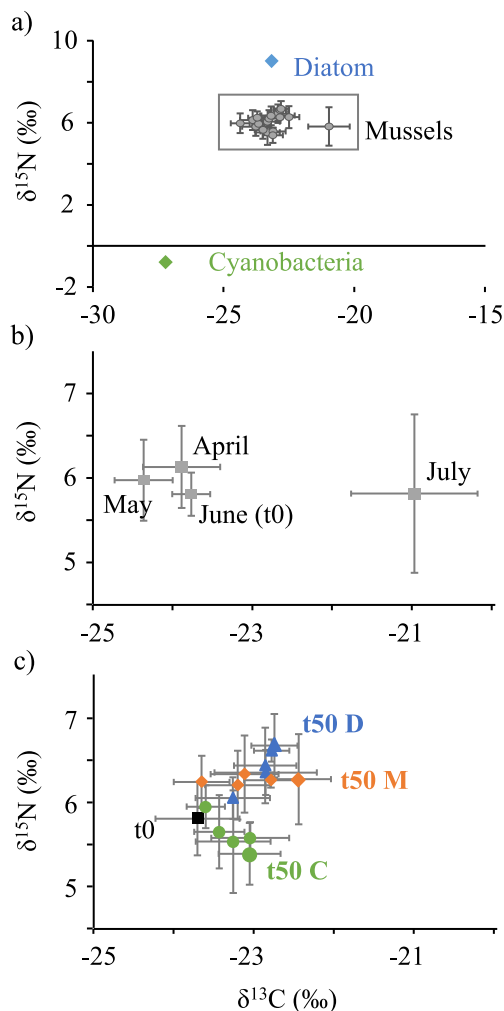 a)
10
Diatom
δ¹⁵N (‰)
6
Mussels
2
Cyanobacteria
-2
-30
-25
-20
-15
b)
7
April
δ¹⁵N (‰)
6
May
July
June (t0)
5
-25
-23
-21
c)
7
t50 D
δ¹⁵N (‰)
t50 M
6
t0
t50 C
5
-25
-23
-21
δ¹³C (‰)